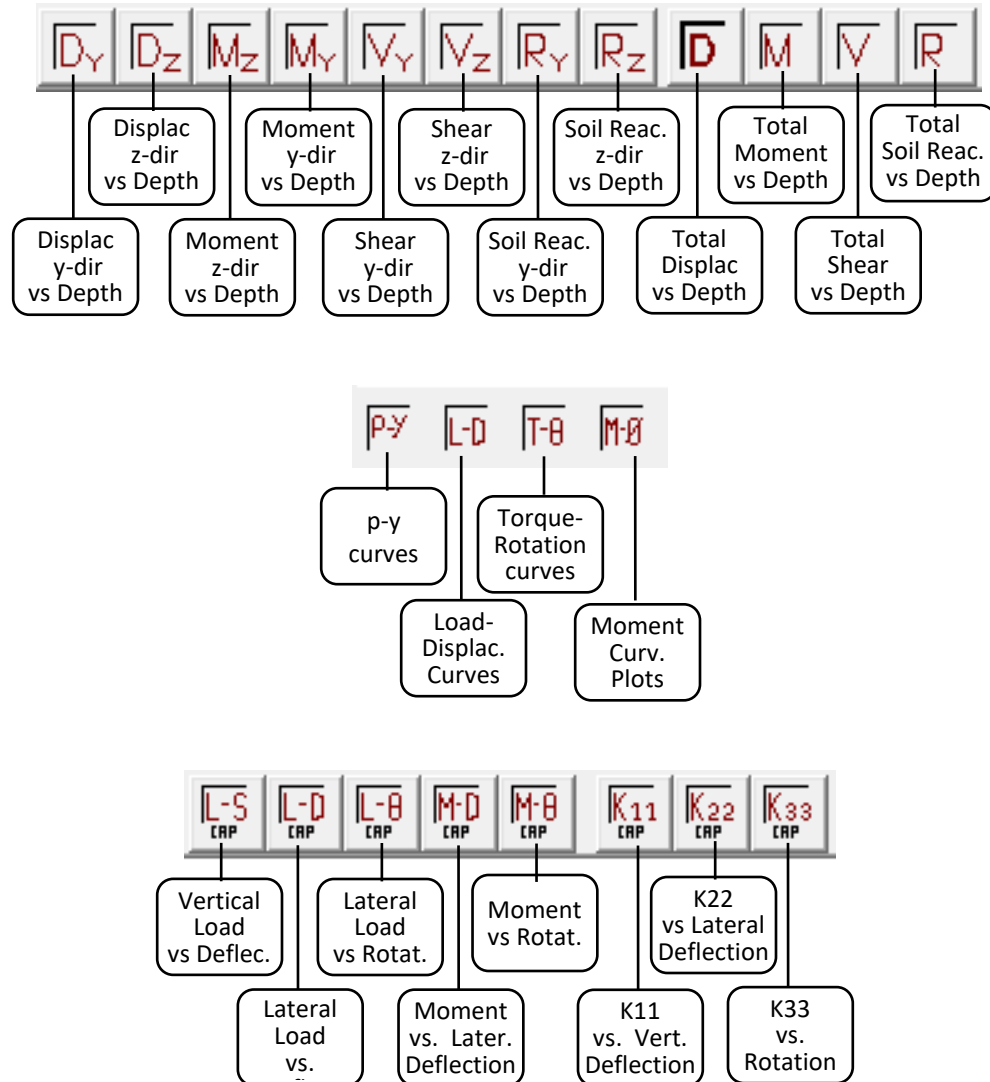 DY DZ MZ MY VY VZ RY RZ D M V R
Displac
z-dir
vs Depth
Moment
y-dir
vs Depth
Shear
z-dir
vs Depth
Soil Reac.
z-dir
vs Depth
Total
Moment
vs Depth
Total
Soil Reac.
vs Depth
Displac
y-dir
vs Depth
Moment
z-dir
vs Depth
Shear
y-dir
vs Depth
Soil Reac.
y-dir
vs Depth
Total
Displac
vs Depth
Total
Shear
vs Depth
P-Y L-D T-θ M-Ø
p-y
curves
Torque-
Rotation
curves
Load-
Displac.
Curves
Moment
Curv.
Plots
L-S L-D L-θ M-D M-θ K11 K22 K33
CAP CAP CAP CAP CAP CAP CAP CAP
Vertical
Load
vs Deflec.
Lateral
Load
vs Rotat.
Moment
vs Rotat.
K22
vs Lateral
Deflection
Lateral
Load
vs.
Moment
vs. Later.
Deflection
K11
vs. Vert.
Deflection
K33
vs.
Rotation